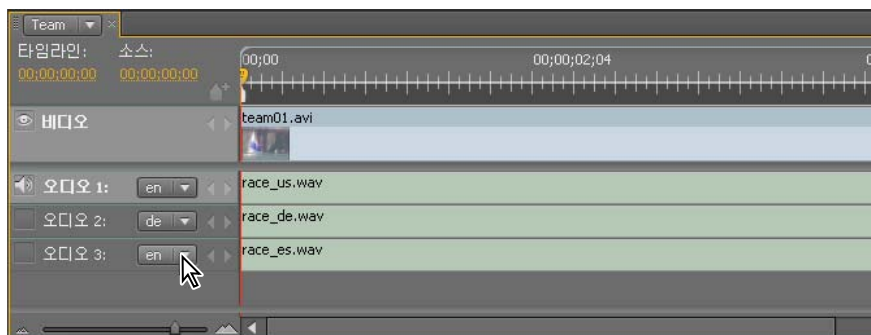 Team
타임라인: 소스:
00;00;00;00 00;00;00;00
00;00 00;00;02;04 0
비디오 team01.avi
오디오 1: en race_us.wav
오디오 2: de race_de.wav
오디오 3: en race_es.wav